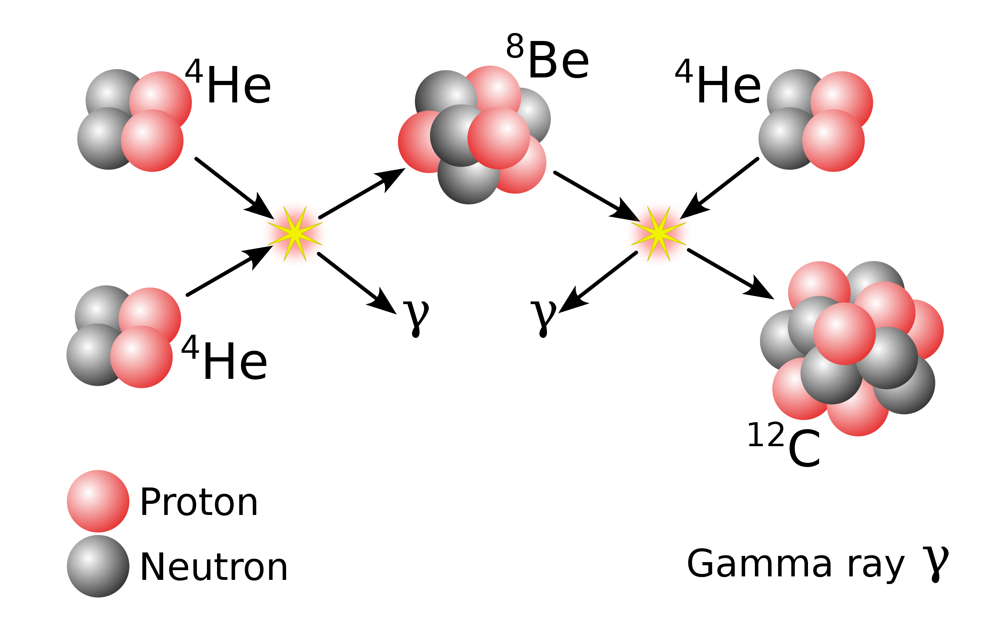 ⁸Be
⁴He
⁴He
γ
γ
⁴He
¹²C
Proton
Neutron
Gamma ray γ